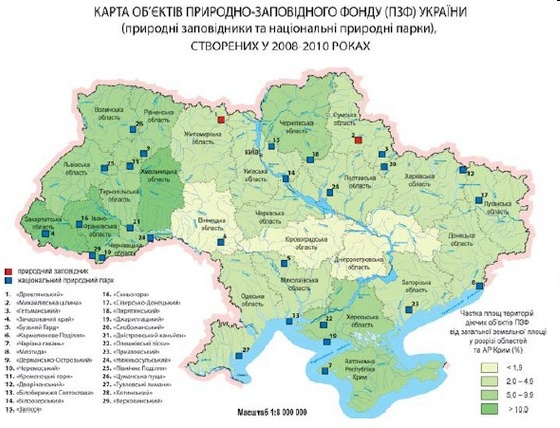 КАРТА ОБ'ЄКТІВ ПРИРОДНО-ЗАПОВІДНОГО ФОНДУ (ПЗФ) УКРАЇНИ
(природні заповідники та національні природні парки),
СТВОРЕНИХ У 2008-2010 РОКАХ
Волинська область
Рівненська область
Житомирська область
Чернігівська область
Сумська область
КИЇВ
Київська область
Львівська область
Тернопільська область
Хмельницька область
Полтавська область
Харківська область
Луганська область
Закарпатська область
Івано-Франківська область
Чернівецька область
Вінницька область
Черкаська область
Кіровоградська область
Дніпропетровська область
Донецька область
Миколаївська область
Запорізька область
Одеська область
Херсонська область
Автономна Республіка Крим
природний заповідник
національний природний парк
1. «Древлянський»
2. «Михайлівська цілина»
3. «Гетьманський»
4. «Зачарований край»
5. «Бузький Гард»
6. «Кармелюкове Поділля»
7. «Чарівна гавань»
8. «Меотида»
9. «Дермансько-Острозький»
10. «Черемоський»
11. «Кременецькі гори»
12. «Дворічанський»
13. «Білобережжя Святослава»
14. «Білоозерський»
15. «Залісся»
16. «Синьогора»
17. «Сіверсько-Донецький»
18. «Пирятинський»
19. «Джарилгацький»
20. «Слобожанський»
21. «Дністровський каньйон»
22. «Олешківські піски»
23. «Приазовський»
24. «Нижньосульський»
25. «Північне Поділля»
26. «Цуманська пуща»
27. «Тузловські лимани»
28. «Хотинський»
29. «Верховинський»
Частка площ територій
діючих об'єктів ПЗФ
від загальної земельної площі
у розрізі областей
та АР Крим (%)
< 1,9
2,0 – 4,9
5,0 – 9,9
> 10,0
Масштаб 1:8 000 000